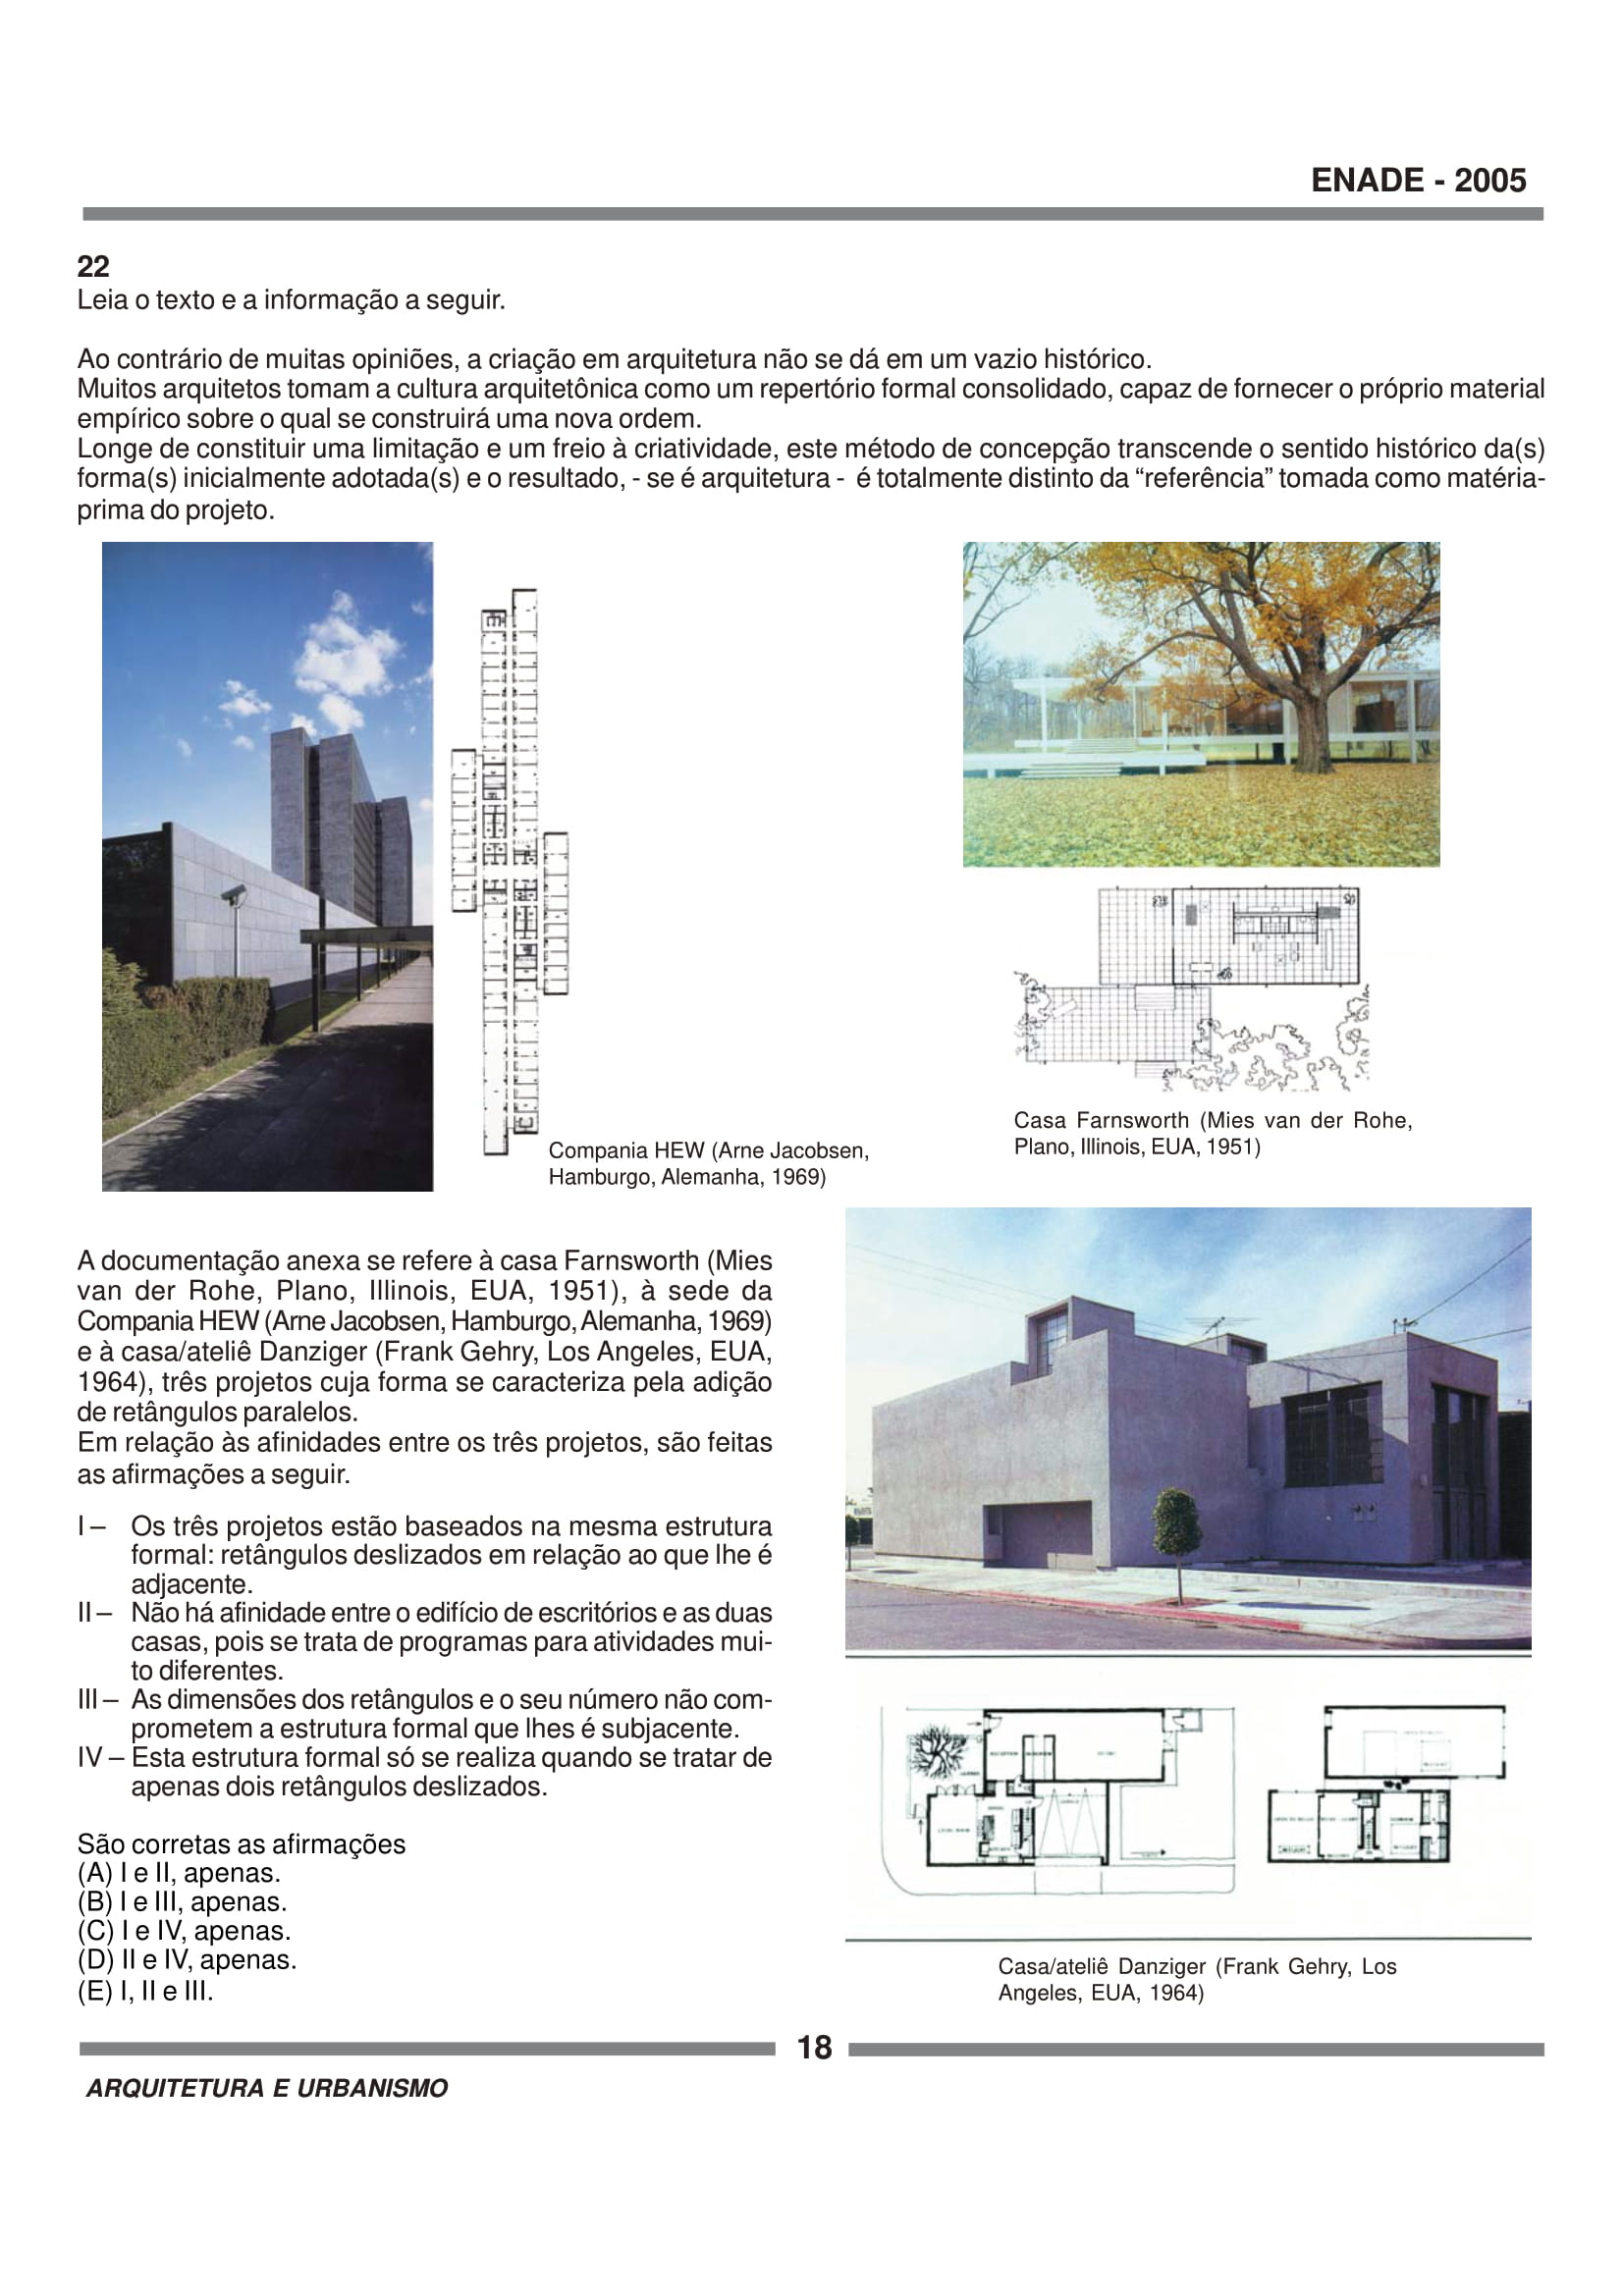 ENADE - 2005
22
Leia o texto e a informação a seguir.
Ao contrário de muitas opiniões, a criação em arquitetura não se dá em um vazio histórico.
Muitos arquitetos tomam a cultura arquitetônica como um repertório formal consolidado, capaz de fornecer o próprio material
empírico sobre o qual se construirá uma nova ordem.
Longe de constituir uma limitação e um freio à criatividade, este método de concepção transcende o sentido histórico da(s)
forma(s) inicialmente adotada(s) e o resultado, - se é arquitetura - é totalmente distinto da “referência” tomada como matéria-
prima do projeto.
Compania HEW (Arne Jacobsen,
Hamburgo, Alemanha, 1969)
Casa Farnsworth (Mies van der Rohe,
Plano, Illinois, EUA, 1951)
A documentação anexa se refere à casa Farnsworth (Mies
van der Rohe, Plano, Illinois, EUA, 1951), à sede da
Compania HEW (Arne Jacobsen, Hamburgo, Alemanha, 1969)
e à casa/ateliê Danziger (Frank Gehry, Los Angeles, EUA,
1964), três projetos cuja forma se caracteriza pela adição
de retângulos paralelos.
Em relação às afinidades entre os três projetos, são feitas
as afirmações a seguir.
I – Os três projetos estão baseados na mesma estrutura
formal: retângulos deslizados em relação ao que lhe é
adjacente.
II – Não há afinidade entre o edifício de escritórios e as duas
casas, pois se trata de programas para atividades mui-
to diferentes.
III – As dimensões dos retângulos e o seu número não com-
prometem a estrutura formal que lhes é subjacente.
IV – Esta estrutura formal só se realiza quando se tratar de
apenas dois retângulos deslizados.
São corretas as afirmações
(A) I e II, apenas.
(B) I e III, apenas.
(C) I e IV, apenas.
(D) II e IV, apenas.
(E) I, II e III.
Casa/ateliê Danziger (Frank Gehry, Los
Angeles, EUA, 1964)
18
ARQUITETURA E URBANISMO